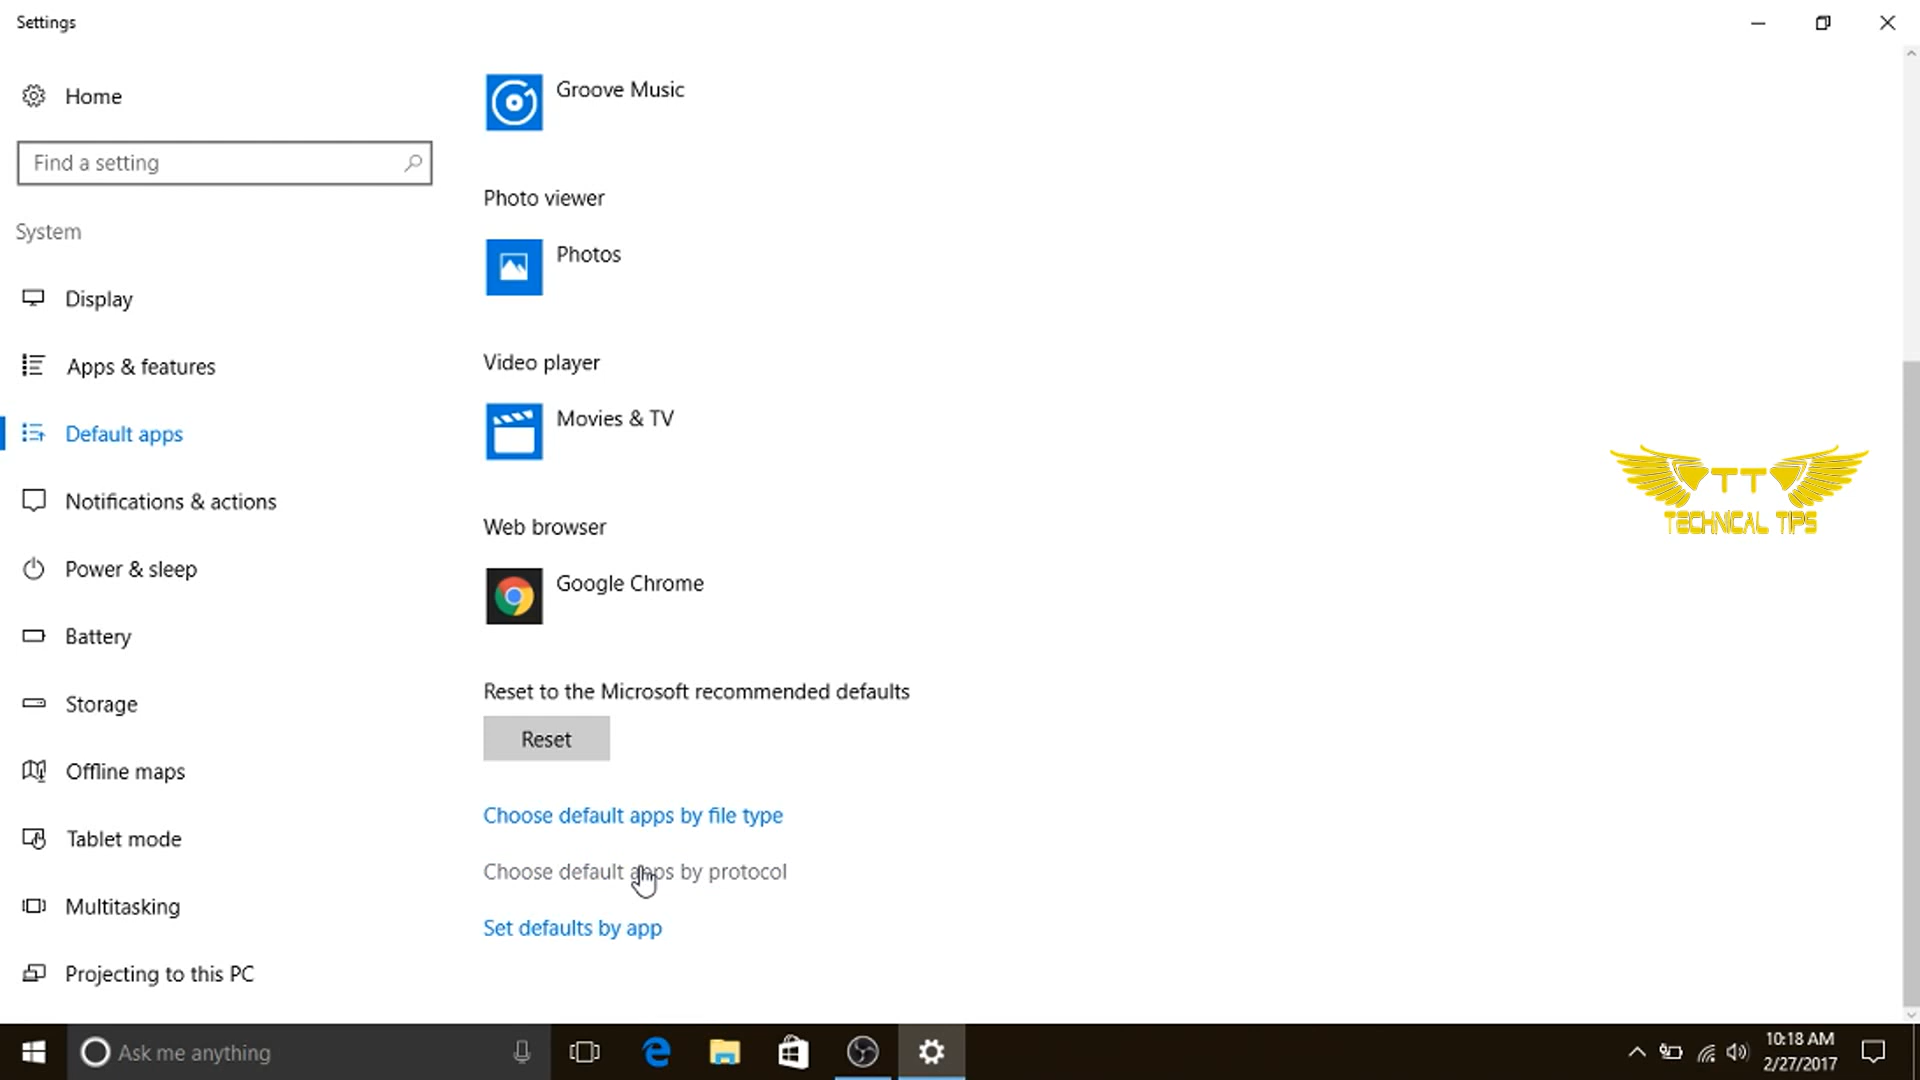 Settings
Home
Find a setting
System
Display
Apps & features
Default apps
Notifications & actions
Power & sleep
Battery
Storage
Offline maps
Tablet mode
Multitasking
Projecting to this PC
Groove Music
Photo viewer
Photos
Video player
Movies & TV
Web browser
Google Chrome
Reset to the Microsoft recommended defaults
Reset
Choose default apps by file type
Choose default apps by protocol
Set defaults by app
TT
TECHNICAL TIPS
Ask me anything
10:18 AM
2/27/2017